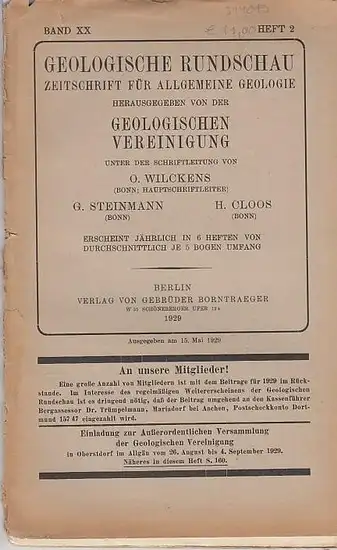 BAND XX HEFT 2
GEOLOGISCHE RUNDSCHAU
ZEITSCHRIFT FÜR ALLGEMEINE GEOLOGIE
HERAUSGEGEBEN VON DER
GEOLOGISCHEN
VEREINIGUNG
UNTER DER SCHRIFTLEITUNG VON
O. WILCKENS
(BONN; HAUPTSCHRIFTLEITER)
G. STEINMANN H. CLOOS
(BONN) (BONN)
ERSCHEINT JÄHRLICH IN 6 HEFTEN VON
DURCHSCHNITTLICH JE 5 BOGEN UMFANG
BERLIN
VERLAG VON GEBRÜDER BORNTRAEGER
W 35 SCHÖNEBERGER UFER 12a
1929
Ausgegeben am 15. Mai 1929
An unsere Mitglieder!
Eine große Anzahl von Mitgliedern ist mit dem Beitrage für 1929 im Rück-
stande. Im Interesse des regelmäßigen Weitererscheinens der Geologischen
Rundschau ist es dringend nötig, daß der Beitrag umgehend an den Kassenführer
Bergassessor Dr. Trümpelmann, Mariadorf bei Aachen, Postscheckkonto Dort-
mund 157 47 eingezahlt wird.
Einladung zur Außerordentlichen Versammlung
der Geologischen Vereinigung
in Oberstdorf im Allgäu vom 26. August bis 4. September 1929.
Näheres in diesem Heft S. 160.